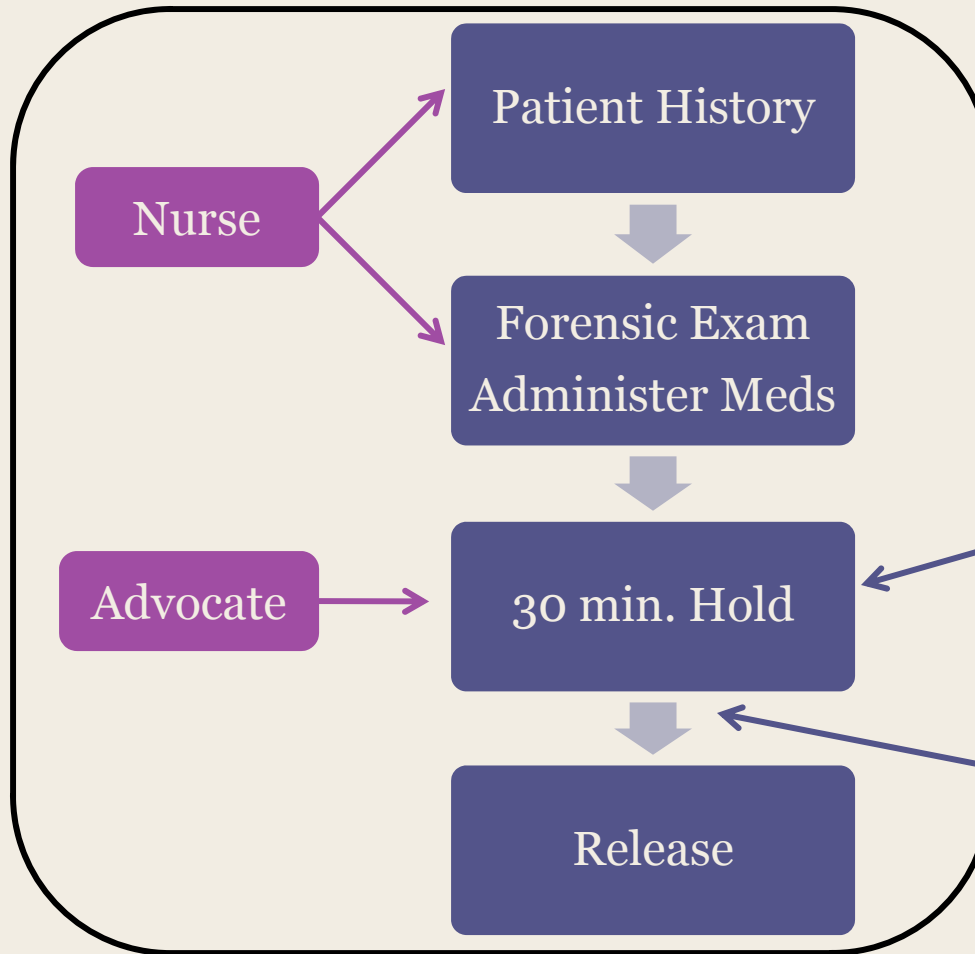 Patient History
Nurse
Forensic Exam
Administer Meds
Advocate
30 min. Hold
Release